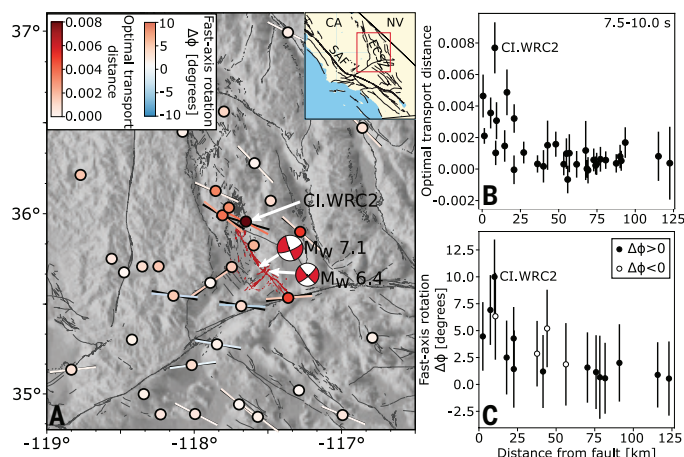 0.008
0.006
0.004
0.002
0.000
Optimal transport
distance
10
5
0
-5
-10
Fast-axis rotation
Δϕ [degrees]
CA
NV
SAF
ECSZ
37°
36°
35°
CI.WRC2
Mw 7.1
Mw 6.4
A
-119
-118
-117
7.5-10.0 s
Optimal transport distance
0.008
0.006
0.004
0.002
0.000
CI.WRC2
B
0
25
50
75
100
125
Fast-axis rotation
Δϕ [degrees]
12.5
10.0
7.5
5.0
2.5
0.0
-2.5
CI.WRC2
Δϕ>0
Δϕ<0
C
0
25
50
75
100
125
Distance from fault [km]